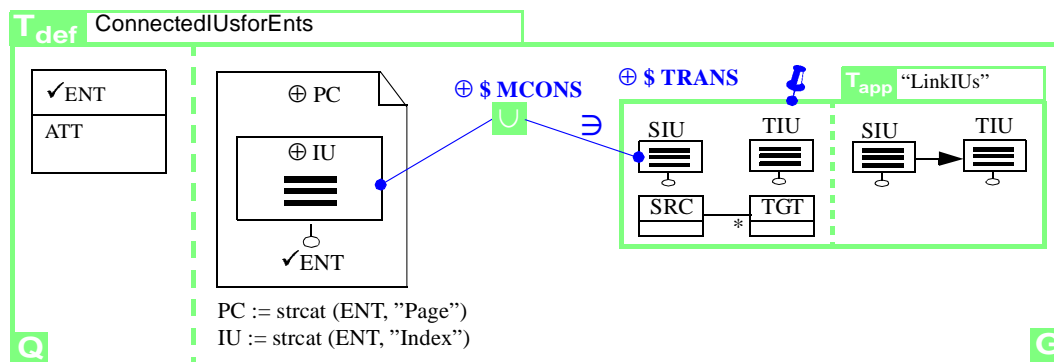 Tdef ConnectedIUsforEnts
✓ENT
ATT
⊕ PC
⊕ IU
✓ENT
PC := strcat (ENT, ”Page”)
IU := strcat (ENT, ”Index”)
⊕ $ MCONS
∪
∋
⊕ $ TRANS
SIU TIU
SRC TGT
*
Tapp “LinkIUs”
SIU TIU
Q
G